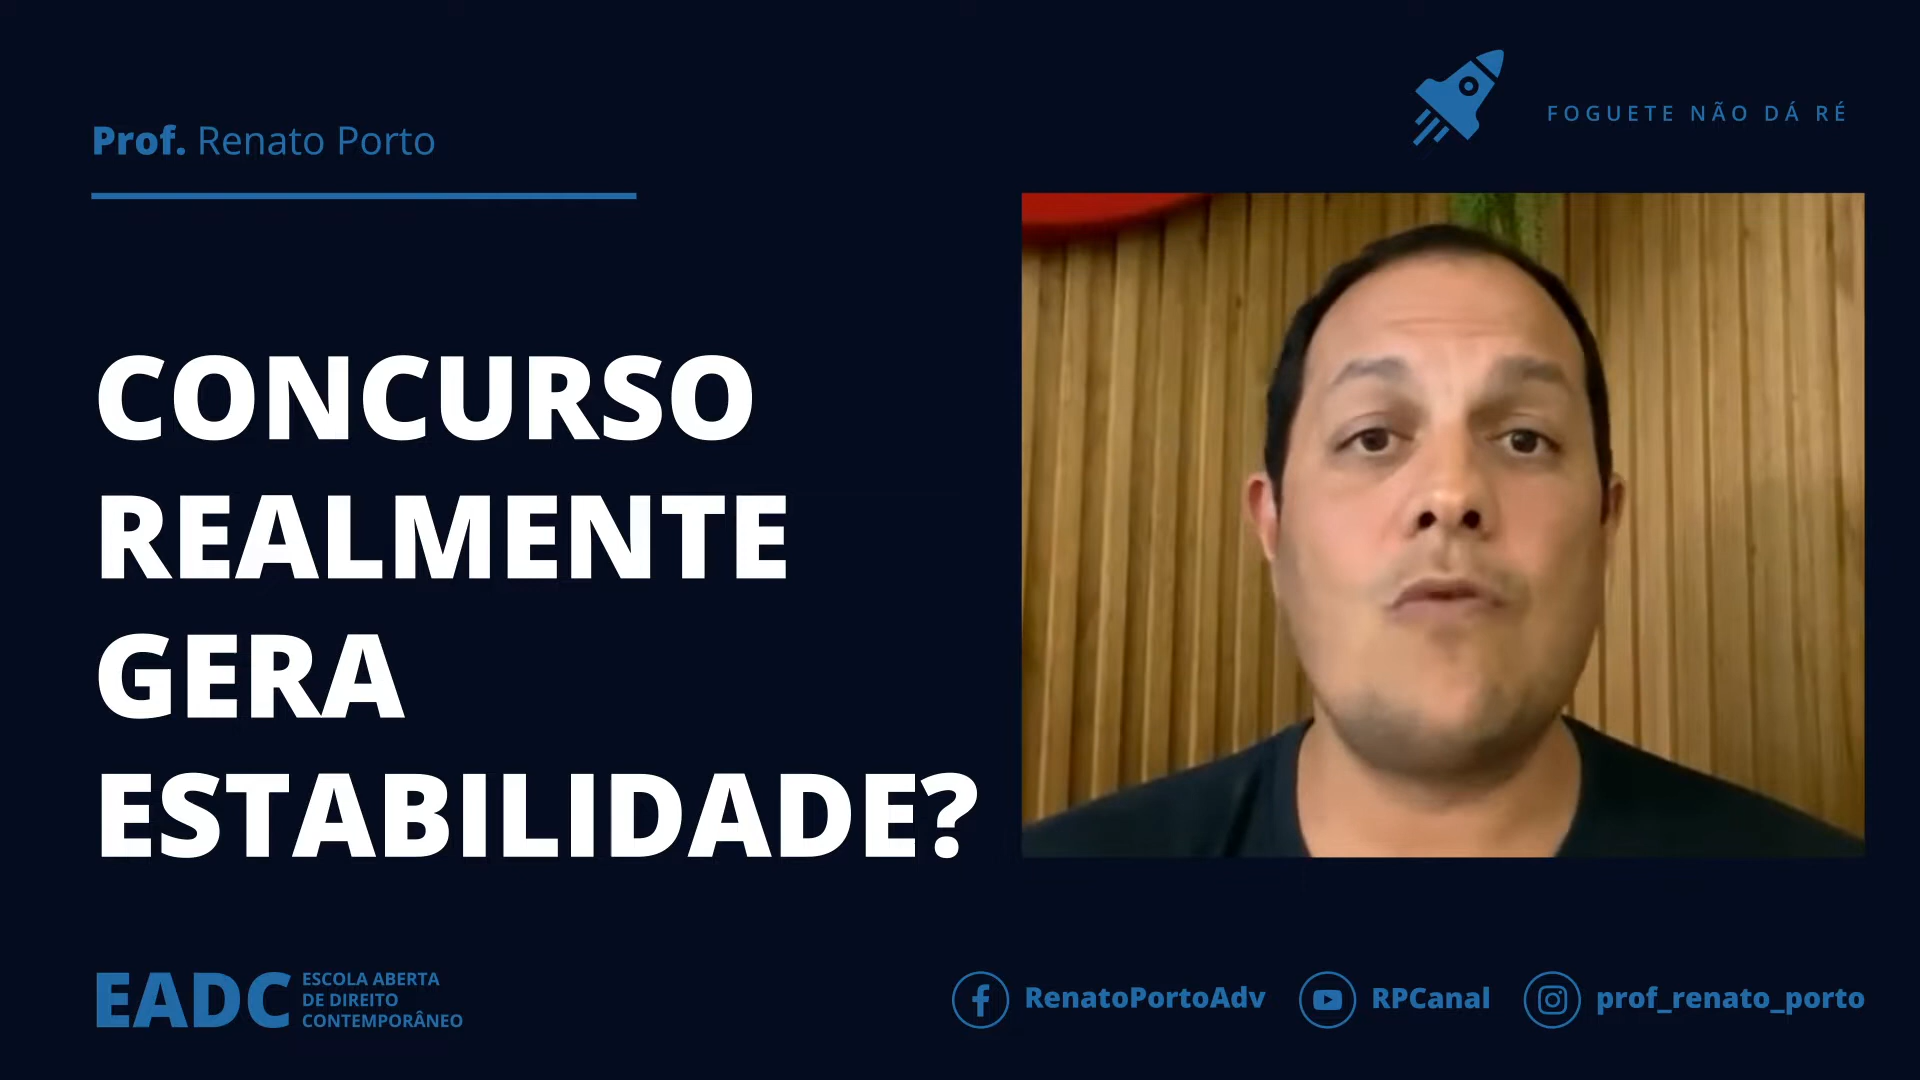 Prof. Renato Porto
FOGUETE NÃO DÁ RÉ
CONCURSO
REALMENTE
GERA
ESTABILIDADE?
EADC
ESCOLA ABERTA
DE DIREITO
CONTEMPORÂNEO
RenatoPortoAdv
RPCanal
prof_renato_porto